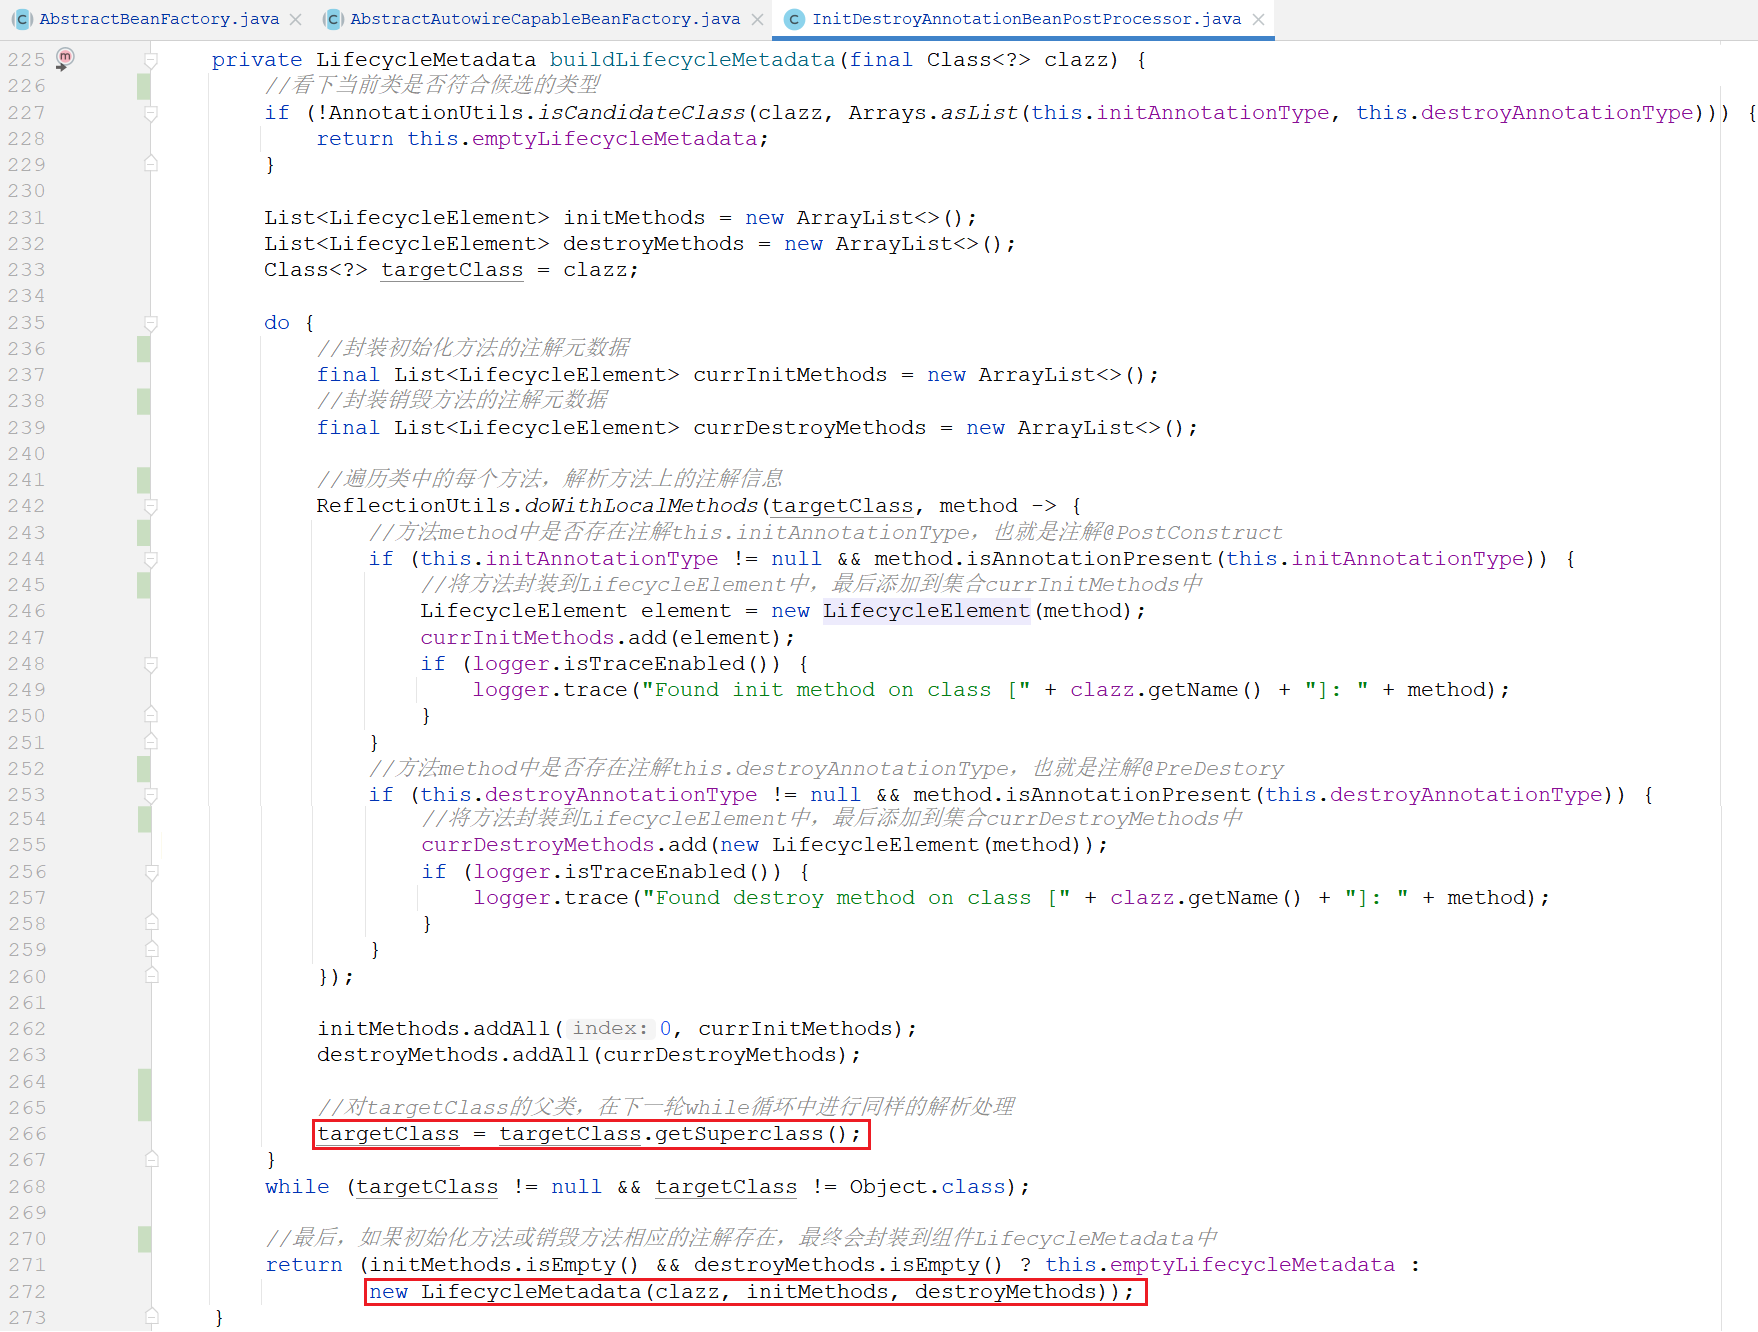 AbstractBeanFactory.java AbstractAutowireCapableBeanFactory.java InitDestroyAnnotationBeanPostProcessor.java
225 private LifecycleMetadata buildLifecycleMetadata(final Class<?> clazz) {
226 //看下当前类是否符合候选的类型
227 if (!AnnotationUtils.isCandidateClass(clazz, Arrays.asList(this.initAnnotationType, this.destroyAnnotationType))) {
228 return this.emptyLifecycleMetadata;
229 }
230
231 List<LifecycleElement> initMethods = new ArrayList<>();
232 List<LifecycleElement> destroyMethods = new ArrayList<>();
233 Class<?> targetClass = clazz;
234
235 do {
236 //封装初始化方法的注解元数据
237 final List<LifecycleElement> currInitMethods = new ArrayList<>();
238 //封装销毁方法的注解元数据
239 final List<LifecycleElement> currDestroyMethods = new ArrayList<>();
240
241 //遍历类中的每个方法，解析方法上的注解信息
242 ReflectionUtils.doWithLocalMethods(targetClass, method -> {
243 //方法method中是否存在注解this.initAnnotationType，也就是注解@PostConstruct
244 if (this.initAnnotationType != null && method.isAnnotationPresent(this.initAnnotationType)) {
245 //将方法封装到LifecycleElement中，最后添加到集合currInitMethods中
246 LifecycleElement element = new LifecycleElement(method);
247 currInitMethods.add(element);
248 if (logger.isTraceEnabled()) {
249 logger.trace("Found init method on class [" + clazz.getName() + "]: " + method);
250 }
251 }
252 //方法method中是否存在注解this.destroyAnnotationType，也就是注解@PreDestory
253 if (this.destroyAnnotationType != null && method.isAnnotationPresent(this.destroyAnnotationType)) {
254 //将方法封装到LifecycleElement中，最后添加到集合currDestroyMethods中
255 currDestroyMethods.add(new LifecycleElement(method));
256 if (logger.isTraceEnabled()) {
257 logger.trace("Found destroy method on class [" + clazz.getName() + "]: " + method);
258 }
259 }
260 });
261
262 initMethods.addAll( index: 0, currInitMethods);
263 destroyMethods.addAll(currDestroyMethods);
264
265 //对targetClass的父类，在下一轮while循环中进行同样的解析处理
266 targetClass = targetClass.getSuperclass();
267 }
268 while (targetClass != null && targetClass != Object.class);
269
270 //最后，如果初始化方法或销毁方法相应的注解存在，最终会封装到组件LifecycleMetadata中
271 return (initMethods.isEmpty() && destroyMethods.isEmpty() ? this.emptyLifecycleMetadata :
272 new LifecycleMetadata(clazz, initMethods, destroyMethods));
273 }